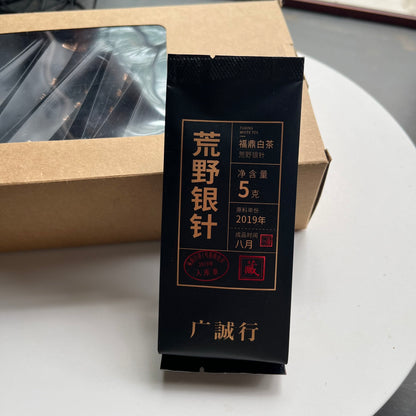 荒野银针
FUDING
WHITE TEA
福鼎白茶
荒野银针
净含量
5克
原料年份
2019年
成品时间
八月
藏
广誠行